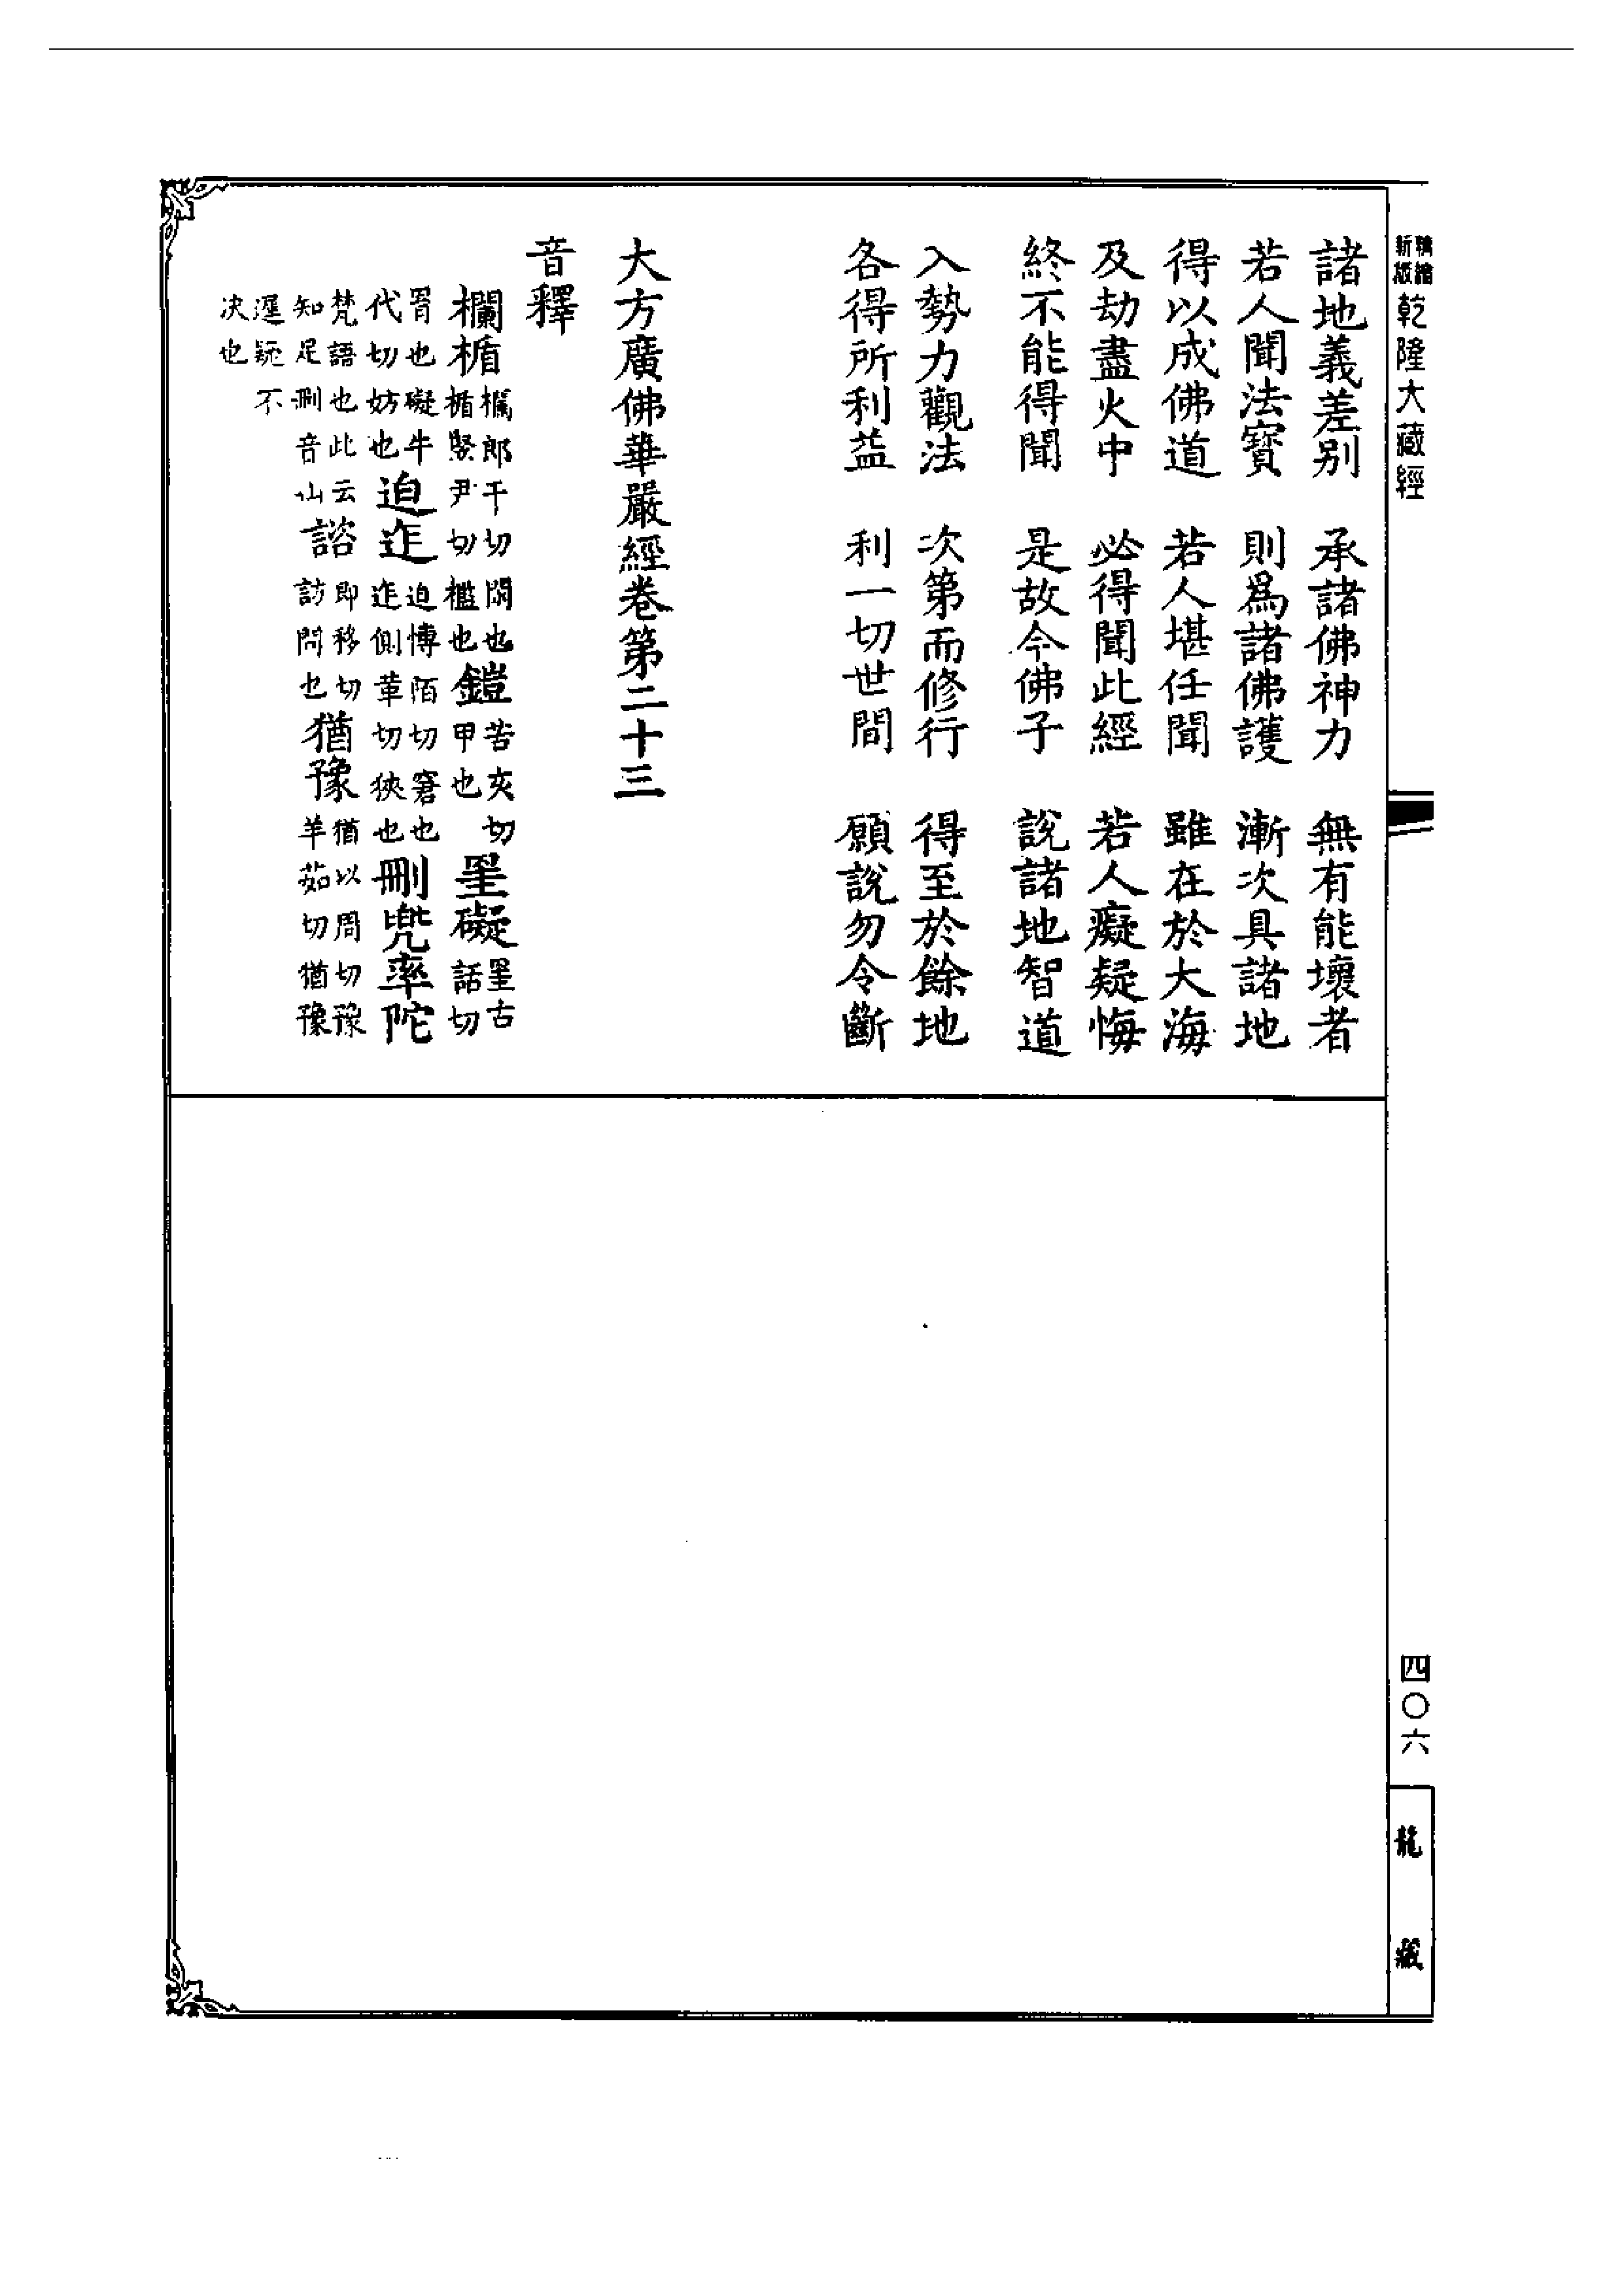 新編縮版
乾隆大藏經
諸地義差別　承諸佛神力　無有能壞者
若人聞法寶　則為諸佛護　漸次具諸地
得以成佛道　若人堪任聞　雖在於大海
及劫盡火中　必得聞此經　若人癡疑悔
終不能得聞　是故今佛子　說諸地智道
入勢力觀法　次第而修行　得至於餘地
各得所利益　利一切世間　願說勿令斷
大方廣佛華嚴經卷第二十三
音釋
欄楯欄郎干切闌也楯竪尹切檻也鎧苦亥切甲也罣礙罣古話切
罥也礙牛代切妨也迫迮迫博陌切窘也迮側革切狹也刪兜率陀
梵語也此云知足刪音山諮即移切訪問也猶豫猶以周切豫羊茹切猶豫
遲疑不決也
四〇六
龍藏